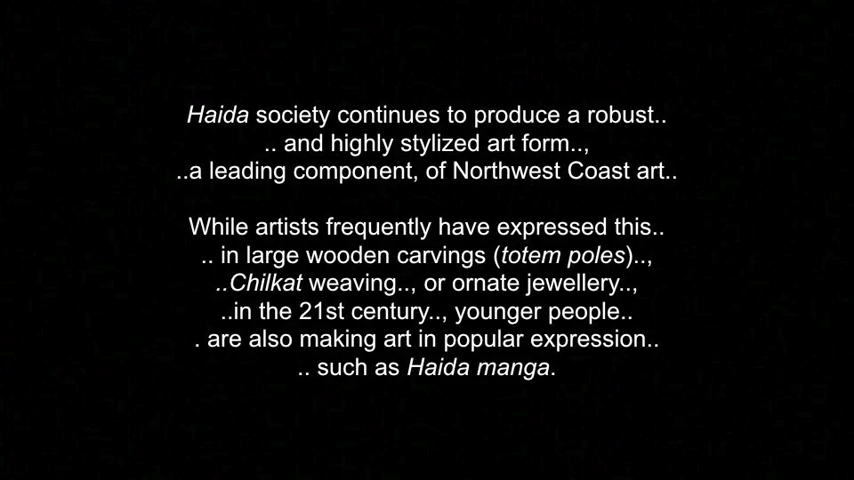 Haida society continues to produce a robust..
.. and highly stylized art form..,
..a leading component, of Northwest Coast art..
While artists frequently have expressed this..
.. in large wooden carvings (totem poles)..,
..Chilkat weaving.., or ornate jewellery..,
..in the 21st century.., younger people..
. are also making art in popular expression..
.. such as Haida manga.